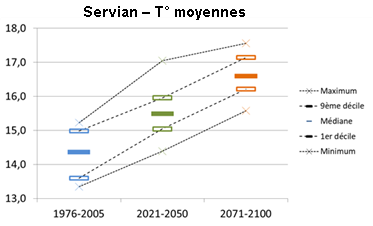 Servian – T° moyennes
18,0
17,0
16,0
15,0
14,0
13,0
1976-2005 2021-2050 2071-2100
Maximum
9ème décile
Médiane
1er décile
Minimum